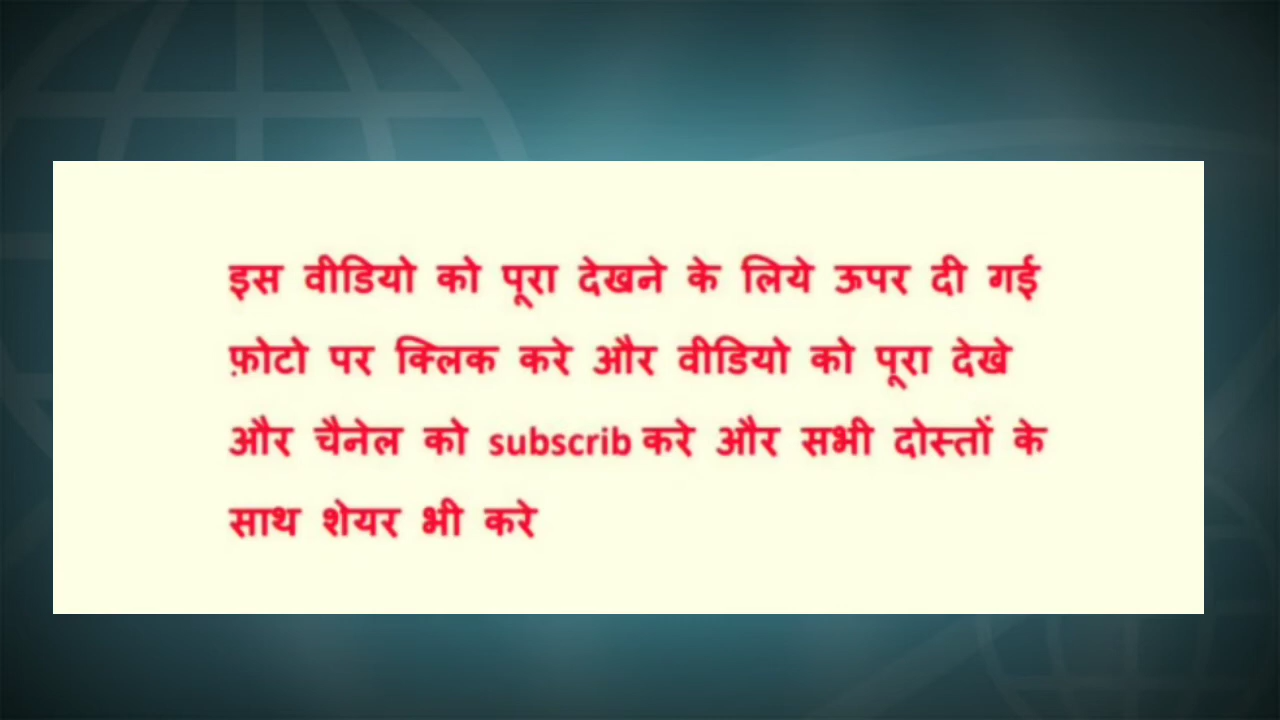 इस वीडियो को पूरा देखने के लिये ऊपर दी गई
फ़ोटो पर क्लिक करे और वीडियो को पूरा देखे
और चैनेल को subscrib करे और सभी दोस्तों के
साथ शेयर भी करे